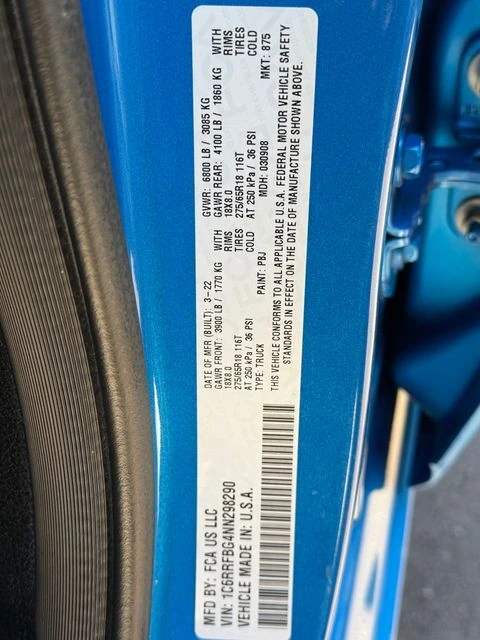 MFD BY: FCA US LLC
DATE OF MFR (BUILT): 3-22
GVWR: 6800 LB / 3085 KG
GAWR FRONT: 3900 LB / 1770 KG WITH
18X8.0 RIMS
275/65R18 116T TIRES
AT 250 kPa / 36 PSI COLD
GAWR REAR: 4100 LB / 1860 KG WITH
18X8.0 RIMS
275/65R18 116T TIRES
AT 250 kPa / 36 PSI COLD
VIN: 1C6RRFBG4NN298290
TYPE: TRUCK
PAINT: PBJ
MDH: 030908
MKT: 875
VEHICLE MADE IN: U.S.A.
THIS VEHICLE CONFORMS TO ALL APPLICABLE U.S.A. FEDERAL MOTOR VEHICLE SAFETY
STANDARDS IN EFFECT ON THE DATE OF MANUFACTURE SHOWN ABOVE.